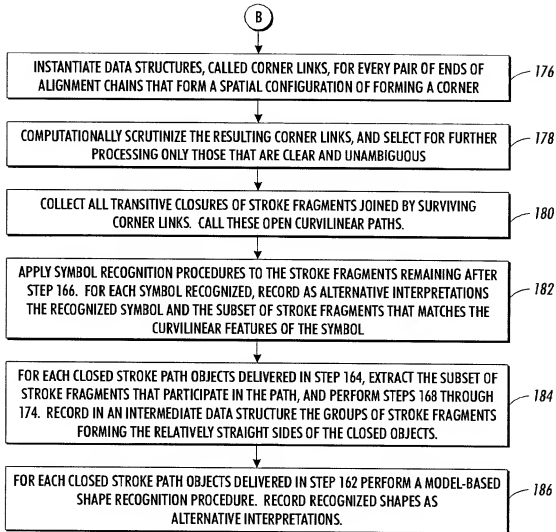 B
INSTANTIATE DATA STRUCTURES, CALLED CORNER LINKS, FOR EVERY PAIR OF ENDS OF
ALIGNMENT CHAINS THAT FORM A SPATIAL CONFIGURATION OF FORMING A CORNER
176
COMPUTATIONALLY SCRUTINIZE THE RESULTING CORNER LINKS, AND SELECT FOR FURTHER
PROCESSING ONLY THOSE THAT ARE CLEAR AND UNAMBIGUOUS
178
COLLECT ALL TRANSITIVE CLOSURES OF STROKE FRAGMENTS JOINED BY SURVIVING
CORNER LINKS. CALL THESE OPEN CURVILINEAR PATHS.
180
APPLY SYMBOL RECOGNITION PROCEDURES TO THE STROKE FRAGMENTS REMAINING AFTER
STEP 166. FOR EACH SYMBOL RECOGNIZED, RECORD AS ALTERNATIVE INTERPRETATIONS
THE RECOGNIZED SYMBOL AND THE SUBSET OF STROKE FRAGMENTS THAT MATCHES THE
CURVILINEAR FEATURES OF THE SYMBOL
182
FOR EACH CLOSED STROKE PATH OBJECTS DELIVERED IN STEP 164, EXTRACT THE SUBSET OF
STROKE FRAGMENTS THAT PARTICIPATE IN THE PATH, AND PERFORM STEPS 168 THROUGH
174. RECORD IN AN INTERMEDIATE DATA STRUCTURE THE GROUPS OF STROKE FRAGMENTS
FORMING THE RELATIVELY STRAIGHT SIDES OF THE CLOSED OBJECTS.
184
FOR EACH CLOSED STROKE PATH OBJECTS DELIVERED IN STEP 162 PERFORM A MODEL-BASED
SHAPE RECOGNITION PROCEDURE. RECORD RECOGNIZED SHAPES AS
ALTERNATIVE INTERPRETATIONS.
186